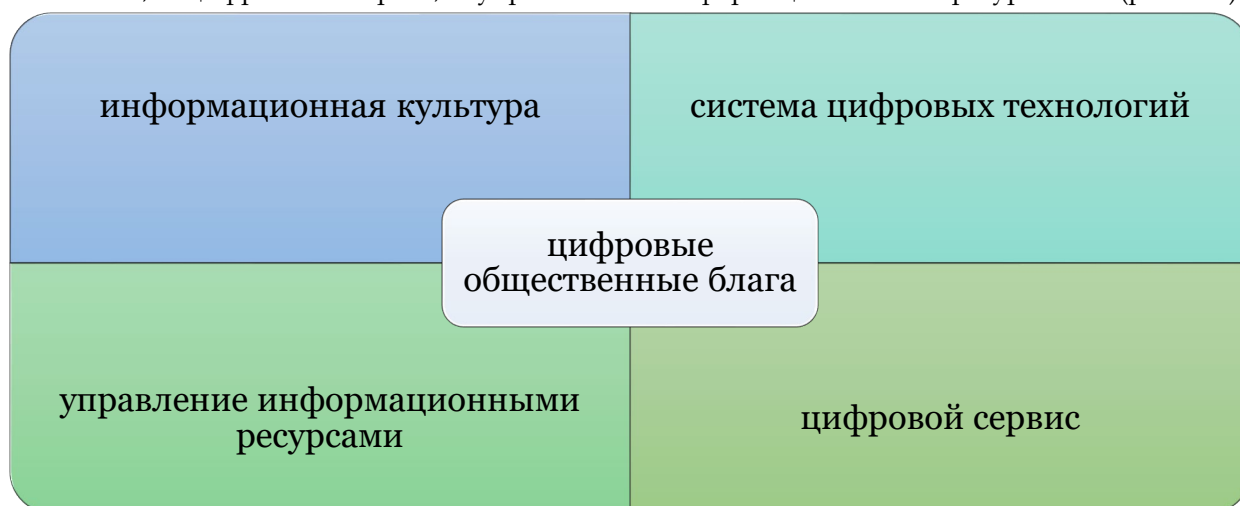 информационная культура
система цифровых технологий
цифровые
общественные блага
управление информационными
ресурсами
цифровой сервис